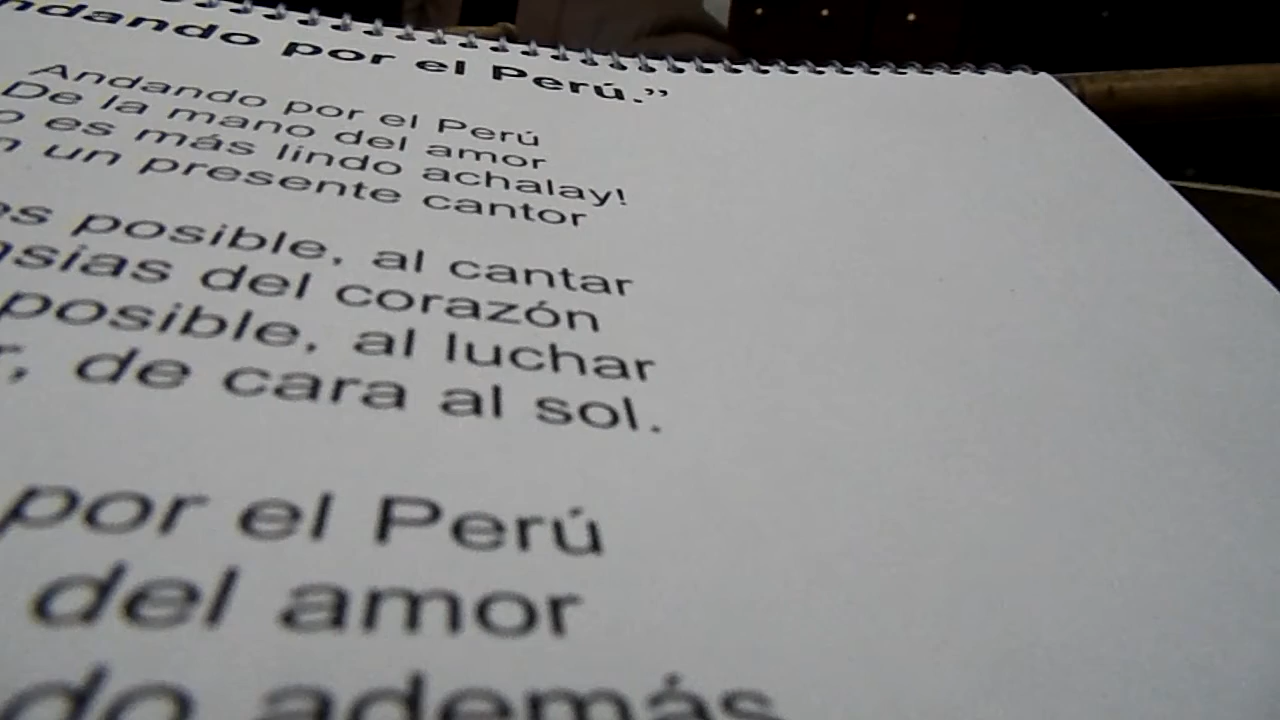 ndando por el Perú.”
Andando por el Perú
De la mano del amor
o es más lindo achalay!
n un presente cantor
es posible, al cantar
nsias del corazón
posible, al luchar
r, de cara al sol.
por el Perú
del amor
do además